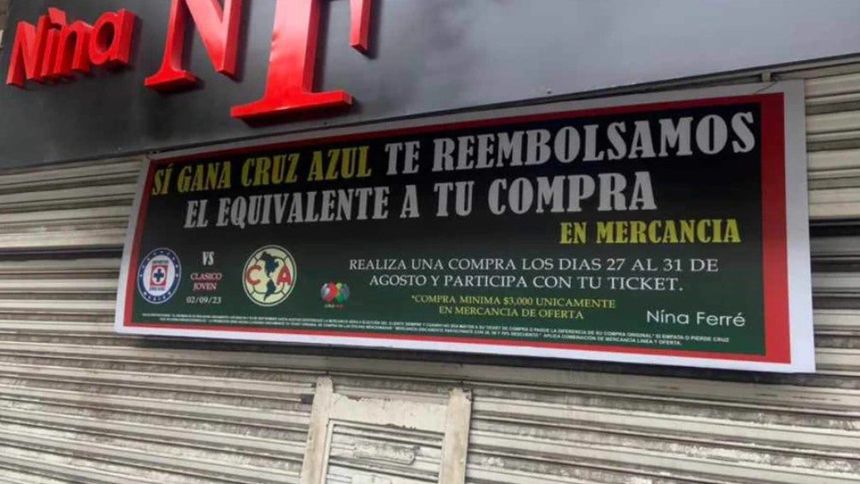 Nina
NF
SÍ GANA CRUZ AZUL TE REEMBOLSAMOS
EL EQUIVALENTE A TU COMPRA
EN MERCANCIA
VS
CLASICO
JOVEN
02/09/23
CA
REALIZA UNA COMPRA LOS DIAS 27 AL 31 DE
AGOSTO Y PARTICIPA CON TU TICKET.
*COMPRA MINIMA $3,000 UNICAMENTE
EN MERCANCIA DE OFERTA
Nína Ferré